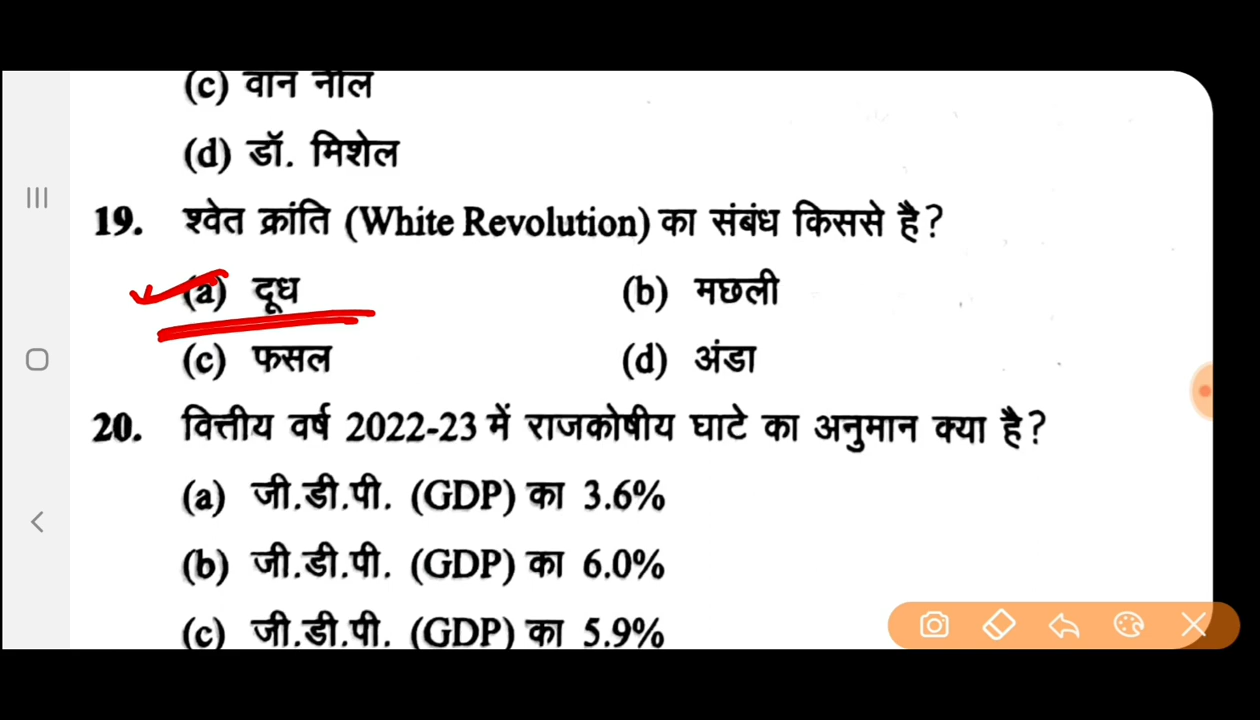 (c) वान नील
(d) डॉ. मिशेल
19. श्वेत क्रांति (White Revolution) का संबंध किससे है?
(a) दूध (b) मछली
(c) फसल (d) अंडा
20. वित्तीय वर्ष 2022-23 में राजकोषीय घाटे का अनुमान क्या है?
(a) जी.डी.पी. (GDP) का 3.6%
(b) जी.डी.पी. (GDP) का 6.0%
(c) जी.डी.पी. (GDP) का 5.9%